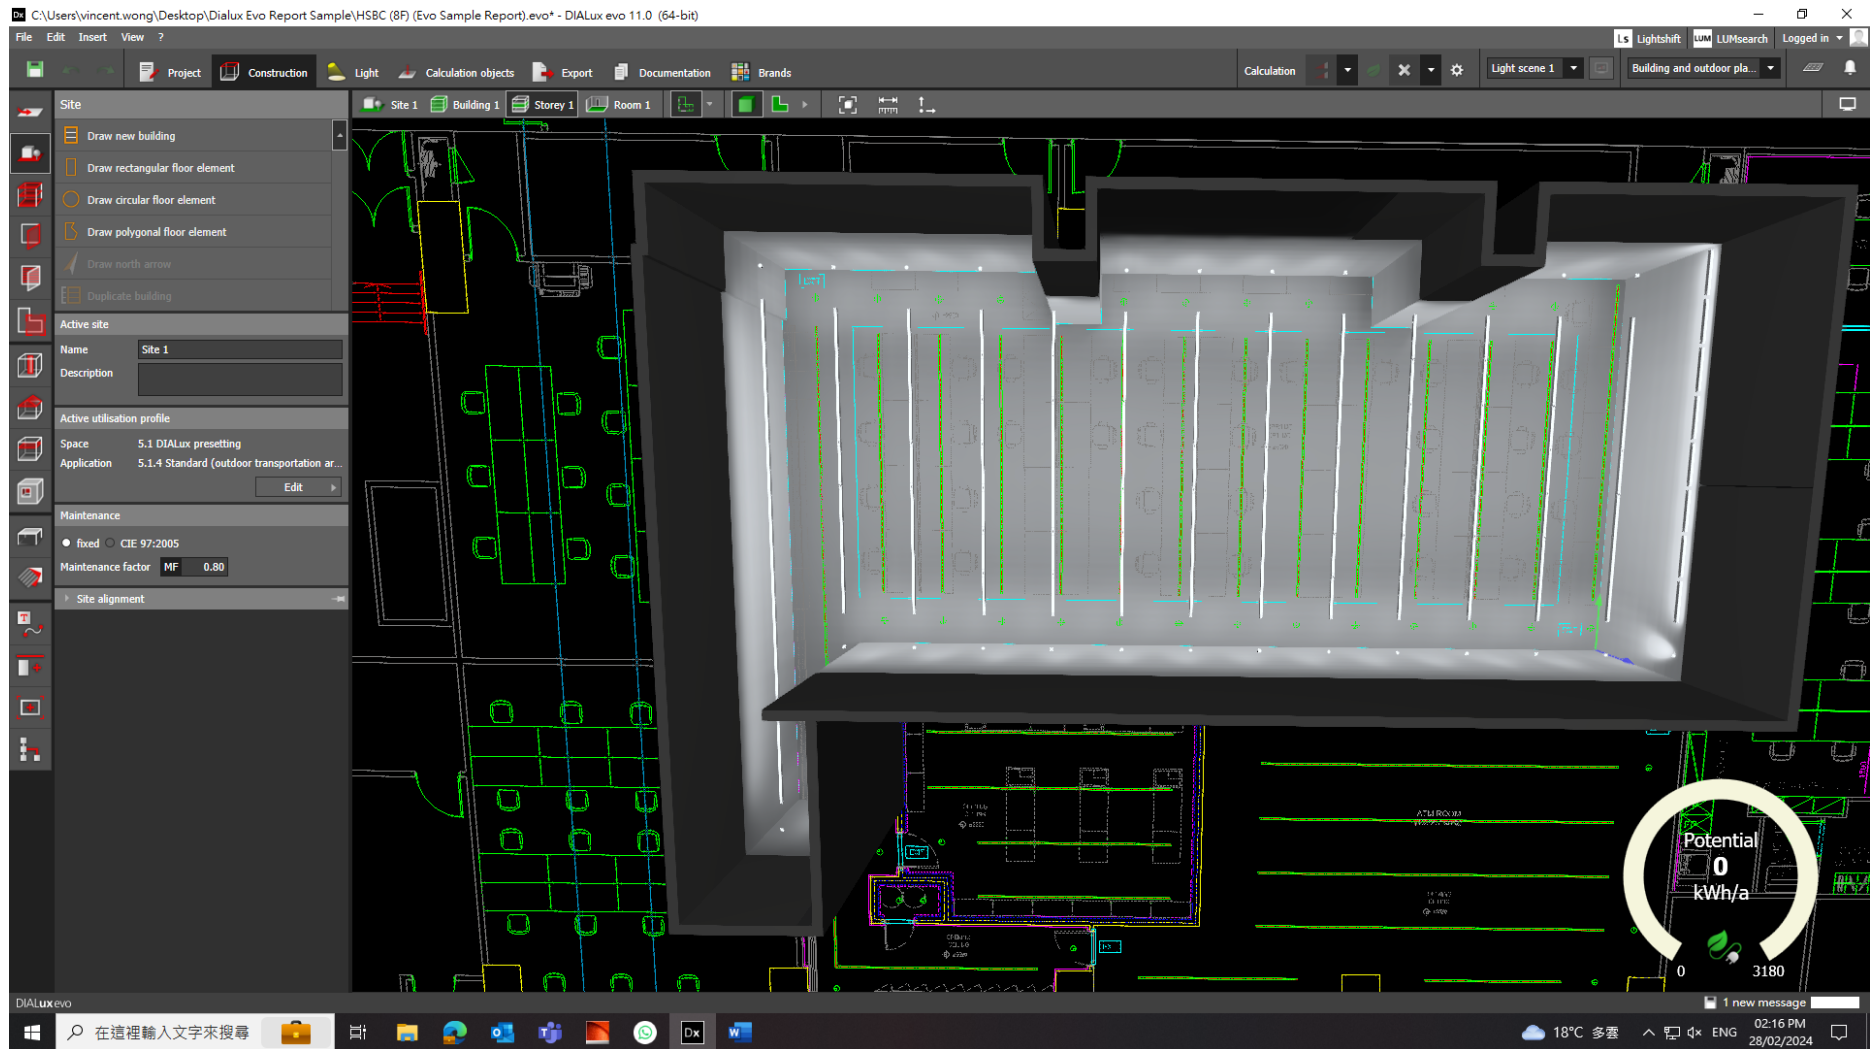 C:\Users\vincent.wong\Desktop\Dialux Evo Report Sample\HSBC (8F) (Evo Sample Report).evo* - DIALux evo 11.0 (64-bit)
File Edit Insert View ?
Ls Lightshift LUM LUMsearch Logged in
Project Construction Light Calculation objects Export Documentation Brands Calculation Light scene 1 Building and outdoor pla...
Site
Site 1 Building 1 Storey 1 Room 1
Draw new building
Draw rectangular floor element
Draw circular floor element
Draw polygonal floor element
Draw north arrow
Duplicate building
Active site
Name Site 1
Description
Active utilisation profile
Space 5.1 DIALux presetting
Application 5.1.4 Standard (outdoor transportation ar...
Edit
Maintenance
fixed CIE 97:2005
Maintenance factor MF 0.80
Site alignment
ATM ROOM
Potential
0
kWh/a
0 3180
DIALux evo
1 new message
在這裡輸入文字來搜尋
Dx
18°C 多雲
ENG
02:16 PM
28/02/2024